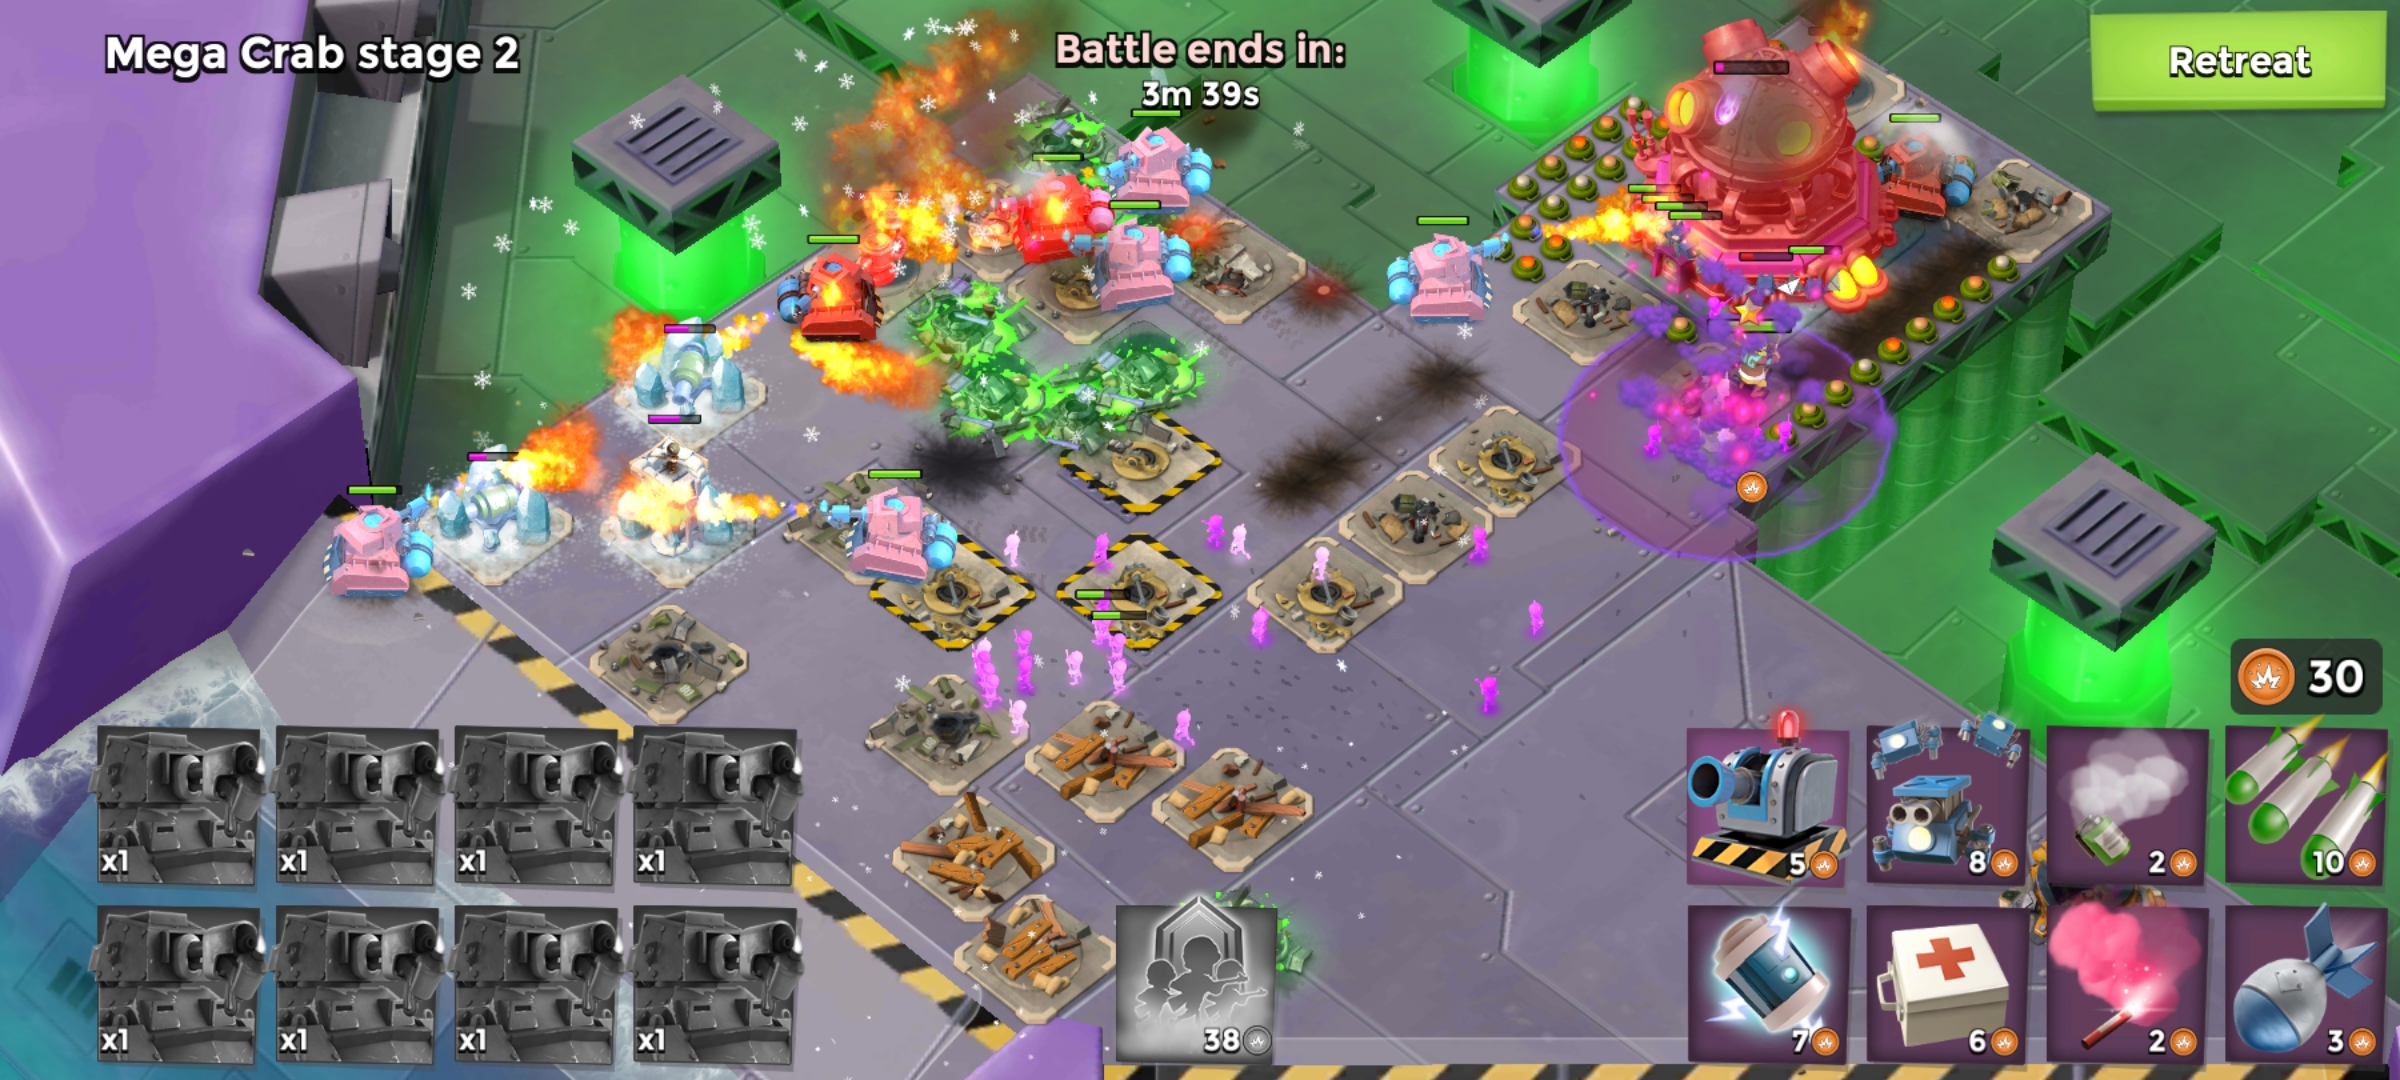 Mega Crab stage 2
Battle ends in:
3m 39s
Retreat
30
x1
x1
x1
x1
5
8
2
10
x1
x1
x1
x1
38
7
6
2
3